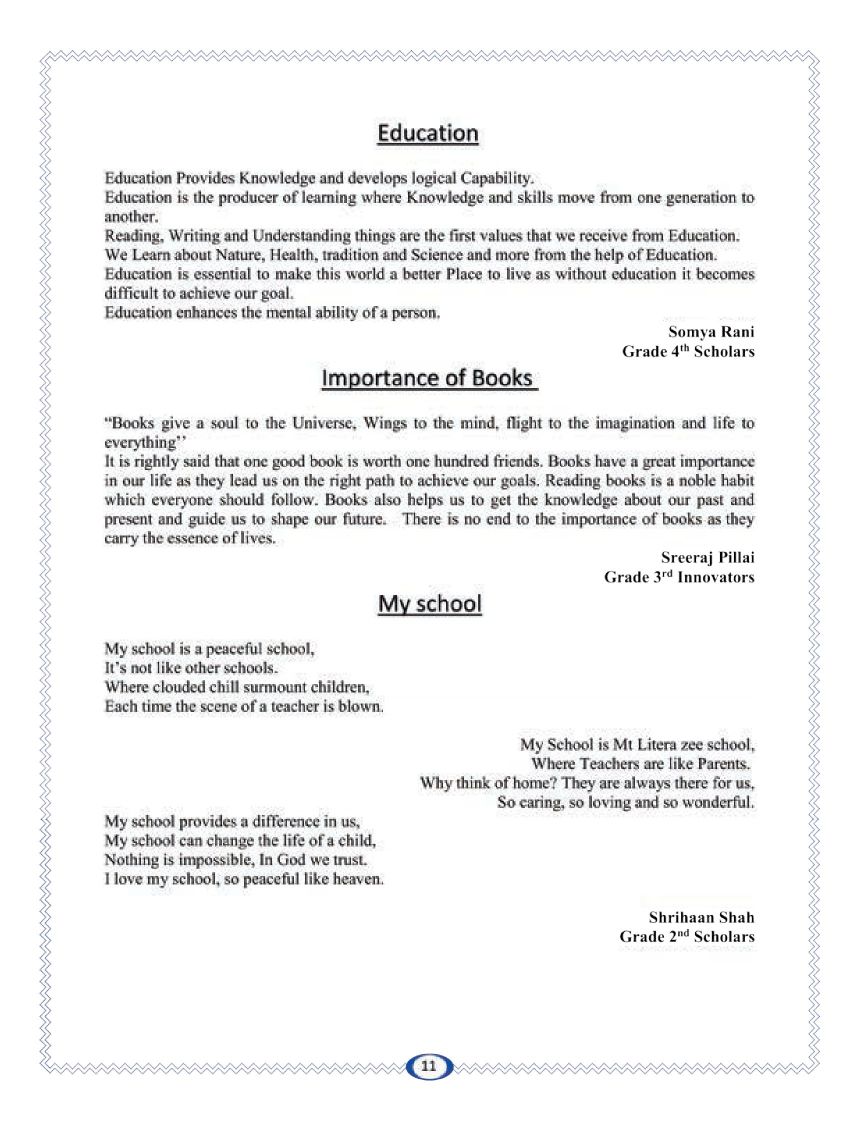 Education
Education Provides Knowledge and develops logical Capability.
Education is the producer of learning where Knowledge and skills move from one generation to
another.
Reading, Writing and Understanding things are the first values that we receive from Education.
We Learn about Nature, Health, tradition and Science and more from the help of Education.
Education is essential to make this world a better Place to live as without education it becomes
difficult to achieve our goal.
Education enhances the mental ability of a person.
Somya Rani
Grade 4th Scholars
Importance of Books
“Books give a soul to the Universe, Wings to the mind, flight to the imagination and life to
everything’’
It is rightly said that one good book is worth one hundred friends. Books have a great importance
in our life as they lead us on the right path to achieve our goals. Reading books is a noble habit
which everyone should follow. Books also helps us to get the knowledge about our past and
present and guide us to shape our future. There is no end to the importance of books as they
carry the essence of lives.
Sreeraj Pillai
Grade 3rd Innovators
My school
My school is a peaceful school,
It’s not like other schools.
Where clouded chill surmount children,
Each time the scene of a teacher is blown.
My School is Mt Litera zee school,
Where Teachers are like Parents.
Why think of home? They are always there for us,
So caring, so loving and so wonderful.
My school provides a difference in us,
My school can change the life of a child,
Nothing is impossible, In God we trust.
I love my school, so peaceful like heaven.
Shrihaan Shah
Grade 2nd Scholars
11